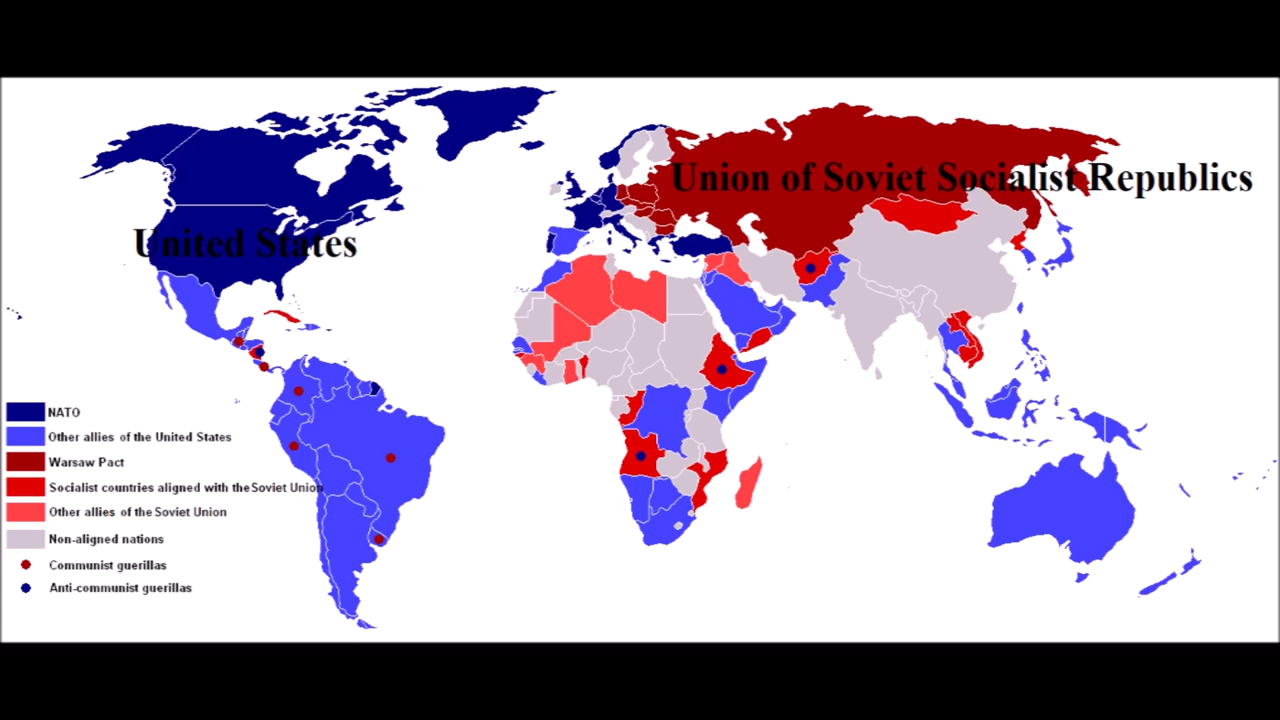 Union of Soviet Socialist Republics
United States
NATO
Other allies of the United States
Warsaw Pact
Socialist countries aligned with the Soviet Union
Other allies of the Soviet Union
Non-aligned nations
Communist guerillas
Anti-communist guerillas